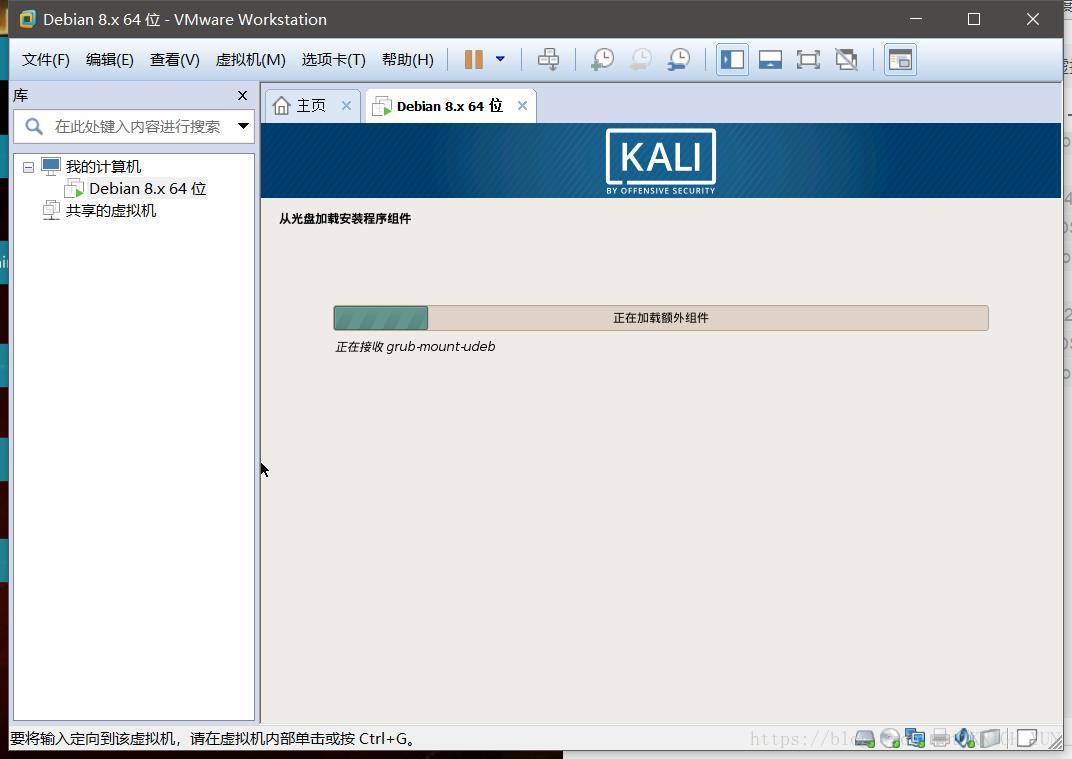 Debian 8.x 64 位 - VMware Workstation
文件(F) 编辑(E) 查看(V) 虚拟机(M) 选项卡(T) 帮助(H)
库
在此处键入内容进行搜索
我的计算机
Debian 8.x 64 位
共享的虚拟机
主页
Debian 8.x 64 位
KALI
BY OFFENSIVE SECURITY
从光盘加载安装程序组件
正在加载额外组件
正在接收 grub-mount-udeb
要将输入定向到该虚拟机，请在虚拟机内部单击或按 Ctrl+G。
https://blo